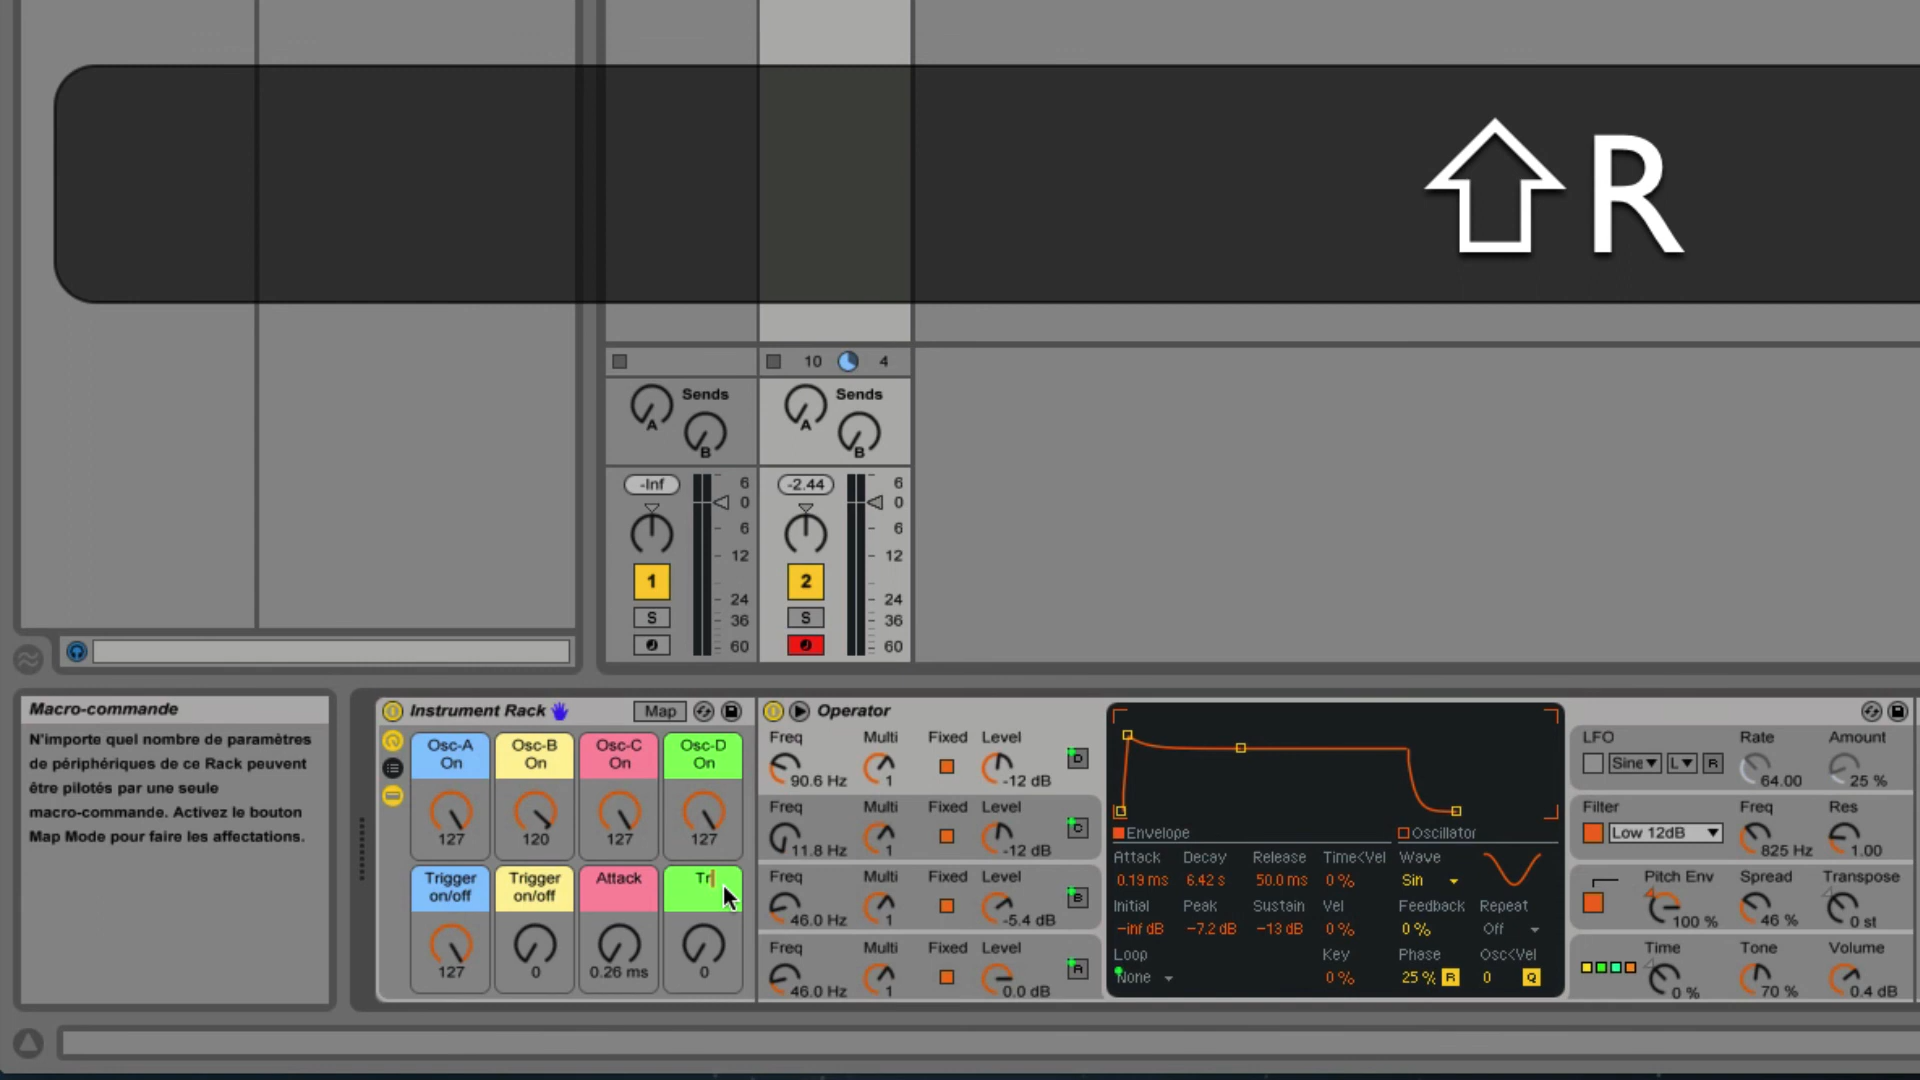 ⇧R
10 4
Sends
A
B
Sends
A
B
-Inf
6
0
6
12
24
36
60
1
S
-2.44
6
0
6
12
24
36
60
2
S
Macro-commande
N'importe quel nombre de paramètres
de périphériques de ce Rack peuvent
être pilotés par une seule
macro-commande. Activez le bouton
Map Mode pour faire les affectations.
Instrument Rack
Map
Osc-A On
Osc-B On
Osc-C On
Osc-D On
127
120
127
127
Trigger on/off
Trigger on/off
Attack
Tr
127
0
0.26 ms
0
Operator
Freq Multi Fixed Level
90.6 Hz 1 -12 dB D
Freq Multi Fixed Level
11.8 Hz 1 -12 dB C
Freq Multi Fixed Level
46.0 Hz 1 -5.4 dB B
Freq Multi Fixed Level
46.0 Hz 1 0.0 dB A
Envelope Oscillator
Attack Decay Release Time<Vel Wave
0.19 ms 6.42 s 50.0 ms 0 % Sin
Initial Peak Sustain Vel Feedback Repeat
-inf dB -7.2 dB -13 dB 0 % 0 % Off
Loop Key Phase Osc<Vel
None 0 % 25 % R 0 Q
LFO Rate Amount
Sine L R 64.00 25 %
Filter Freq Res
Low 12dB 825 Hz 1.00
Pitch Env Spread Transpose
100 % 46 % 0 st
Time Tone Volume
0 % 70 % 0.4 dB